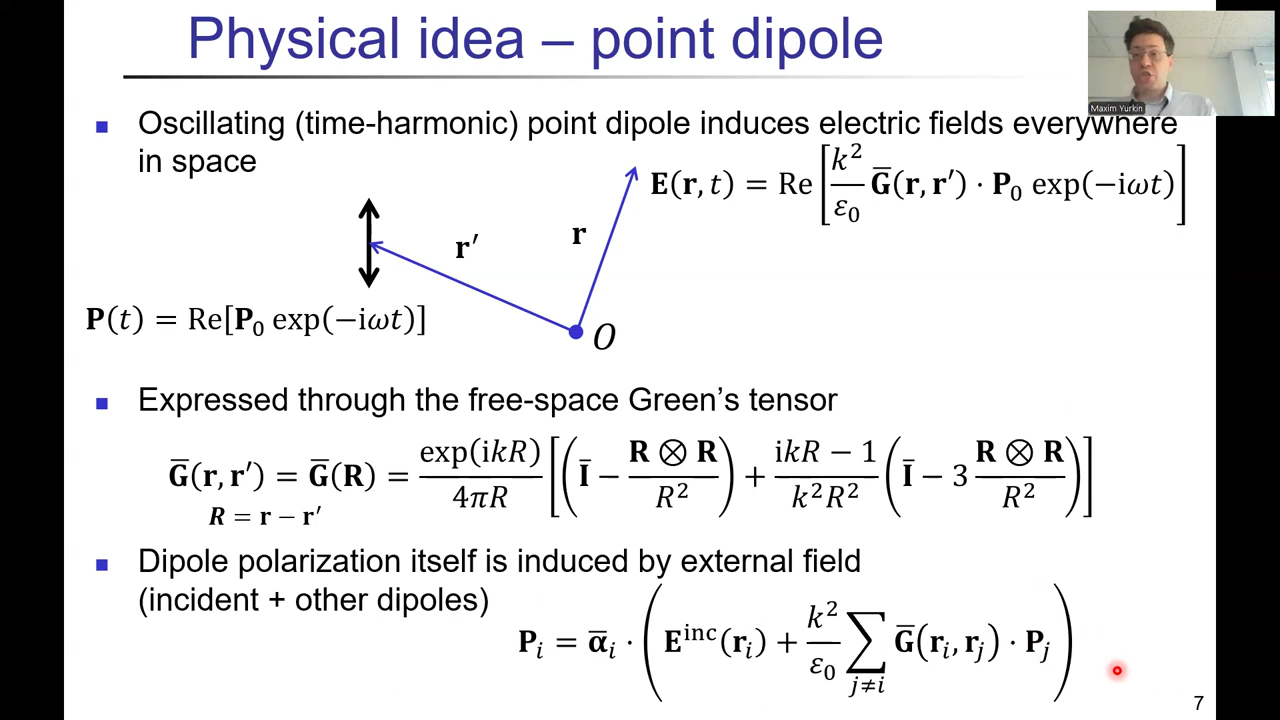 Physical idea – point dipole
Maxim Yurkin
Oscillating (time-harmonic) point dipole induces electric fields everywhere
in space
E(r, t) = Re[k²/ε₀ G̅(r, r′) · P₀ exp(−iωt)]
r′
r
P(t) = Re[P₀ exp(−iωt)]
O
Expressed through the free-space Green's tensor
G̅(r, r′) = G̅(R) = exp(ikR)/4πR [(I̅ − R ⊗ R/R²) + ikR − 1/k²R² (I̅ − 3 R ⊗ R/R²)]
R = r − r′
Dipole polarization itself is induced by external field
(incident + other dipoles)
Pᵢ = α̅ᵢ · (Eⁱⁿᶜ(rᵢ) + k²/ε₀ ∑j≠i G̅(rᵢ, rⱼ) · Pⱼ)
7